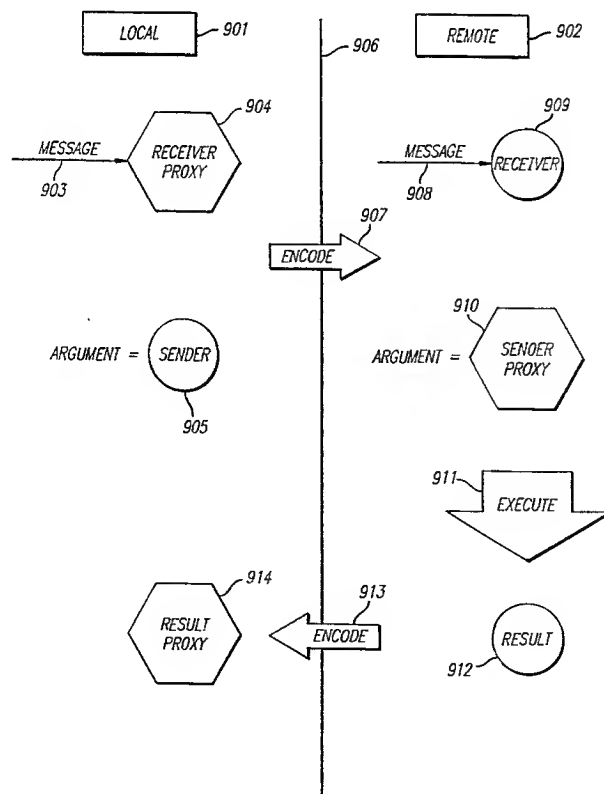 LOCAL 901
906
REMOTE 902
904
909
MESSAGE
903
RECEIVER
PROXY
MESSAGE
908
RECEIVER
907
ENCODE
910
ARGUMENT = SENDER
905
ARGUMENT = SENOER
PROXY
911
EXECUTE
914
RESULT
PROXY
913
ENCODE
RESULT
912